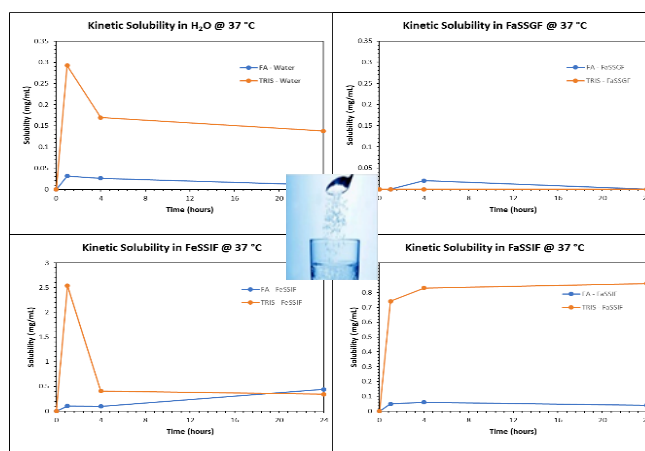 Kinetic Solubility in H₂O @ 37 °C
0.35
0.3
0.25
0.2
0.15
0.1
0.05
0
Solubility (mg/mL)
FA - Water
TRIS - Water
0 4 8 12 16 20
Time (hours)
Kinetic Solubility in FaSSGF @ 37 °C
0.35
0.3
0.25
0.2
0.15
0.1
0.05
0
Solubility (mg/mL)
FA - FaSSGF
TRIS - FaSSGF
0 4 8 12 16 20
Time (hours)
Kinetic Solubility in FeSSIF @ 37 °C
3
2.5
2
1.5
1
0.5
0
Solubility (mg/mL)
FA - FeSSIF
TRIS - FeSSIF
0 4 8 12 16 20 24
Time (hours)
Kinetic Solubility in FaSSIF @ 37 °C
0.8
0.7
0.6
0.5
0.4
0.3
0.2
0.1
0
Solubility (mg/mL)
FA - FaSSIF
TRIS - FaSSIF
0 4 8 12 16 20
Time (hours)